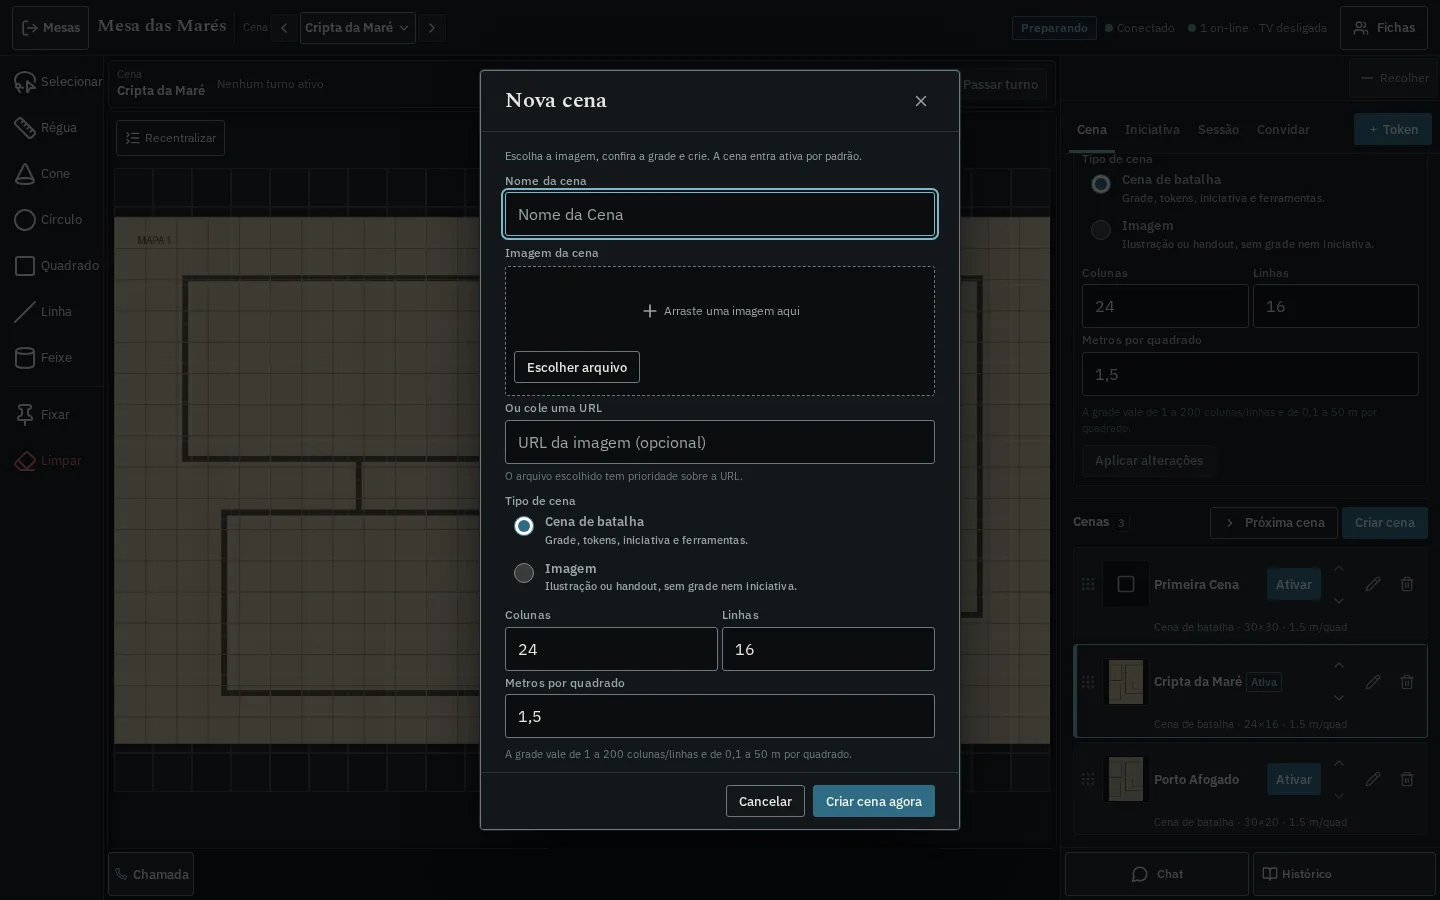 Mesas
Mesa das Marés
Cena
Cripta da Maré
Preparando
Conectado
1 on-line · TV desligada
Fichas
Selecionar
Régua
Cone
Círculo
Quadrado
Linha
Feixe
Fixar
Limpar
Cena
Cripta da Maré
Nenhum turno ativo
Passar turno
Recentralizar
MAPA 1
Nova cena
Escolha a imagem, confira a grade e crie. A cena entra ativa por padrão.
Nome da cena
Nome da Cena
Imagem da cena
Arraste uma imagem aqui
Escolher arquivo
Ou cole uma URL
URL da imagem (opcional)
O arquivo escolhido tem prioridade sobre a URL.
Tipo de cena
Cena de batalha
Grade, tokens, iniciativa e ferramentas.
Imagem
Ilustração ou handout, sem grade nem iniciativa.
Colunas
Linhas
24
16
Metros por quadrado
1,5
A grade vale de 1 a 200 colunas/linhas e de 0,1 a 50 m por quadrado.
Cancelar
Criar cena agora
Recolher
Cena
Iniciativa
Sessão
Convidar
+ Token
Tipo de cena
Cena de batalha
Grade, tokens, iniciativa e ferramentas.
Imagem
Ilustração ou handout, sem grade nem iniciativa.
Colunas
Linhas
24
16
Metros por quadrado
1,5
A grade vale de 1 a 200 colunas/linhas e de 0,1 a 50 m por
quadrado.
Aplicar alterações
Cenas 3
Próxima cena
Criar cena
Primeira Cena
Ativar
Cena de batalha · 30×30 · 1.5 m/quad
Cripta da Maré
Ativa
Cena de batalha · 24×16 · 1.5 m/quad
Porto Afogado
Ativar
Cena de batalha · 30×20 · 1.5 m/quad
Chamada
Chat
Histórico